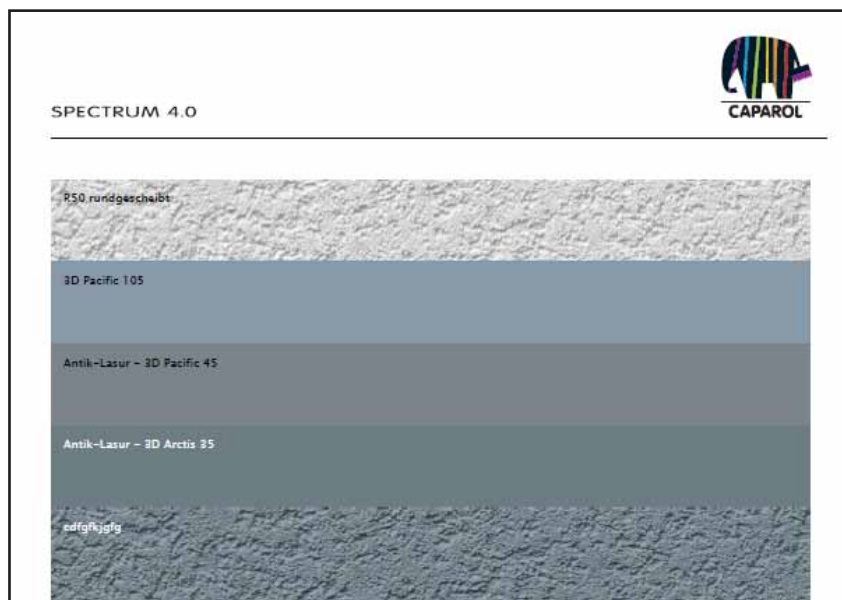 CAPAROL
SPECTRUM 4.0
R50 rundgescheibt
3D Pacific 105
Antik-Lasur - 3D Pacific 45
Antik-Lasur - 3D Arctis 35
edfgfkjgfg